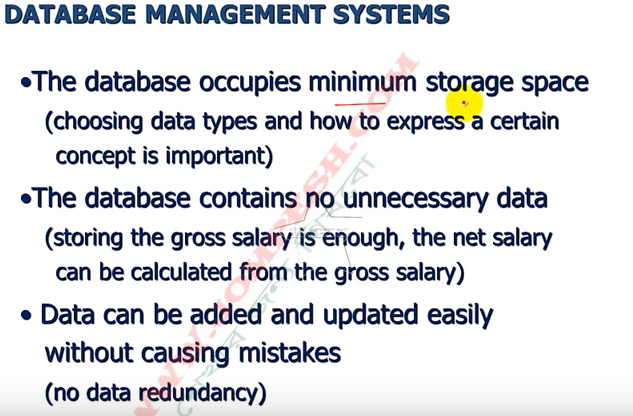 DATABASE MANAGEMENT SYSTEMS
•The database occupies minimum storage space
(choosing data types and how to express a certain
concept is important)
•The database contains no unnecessary data
(storing the gross salary is enough, the net salary
can be calculated from the gross salary)
• Data can be added and updated easily
without causing mistakes
(no data redundancy)